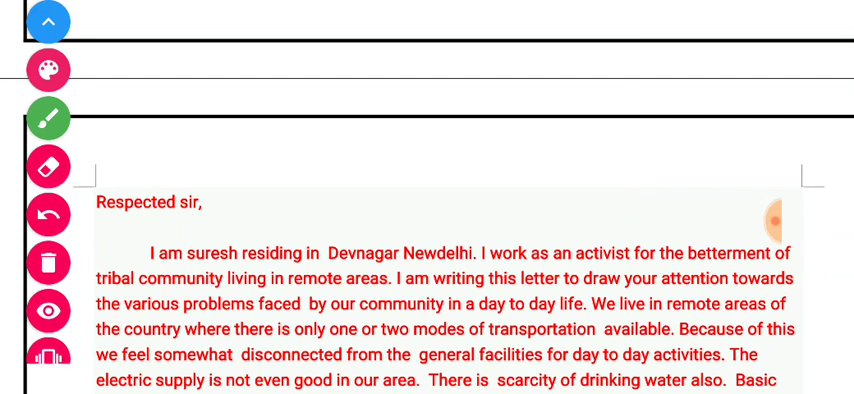 Respected sir,
I am suresh residing in Devnagar Newdelhi. I work as an activist for the betterment of
tribal community living in remote areas. I am writing this letter to draw your attention towards
the various problems faced by our community in a day to day life. We live in remote areas of
the country where there is only one or two modes of transportation available. Because of this
we feel somewhat disconnected from the general facilities for day to day activities. The
electric supply is not even good in our area. There is scarcity of drinking water also. Basic